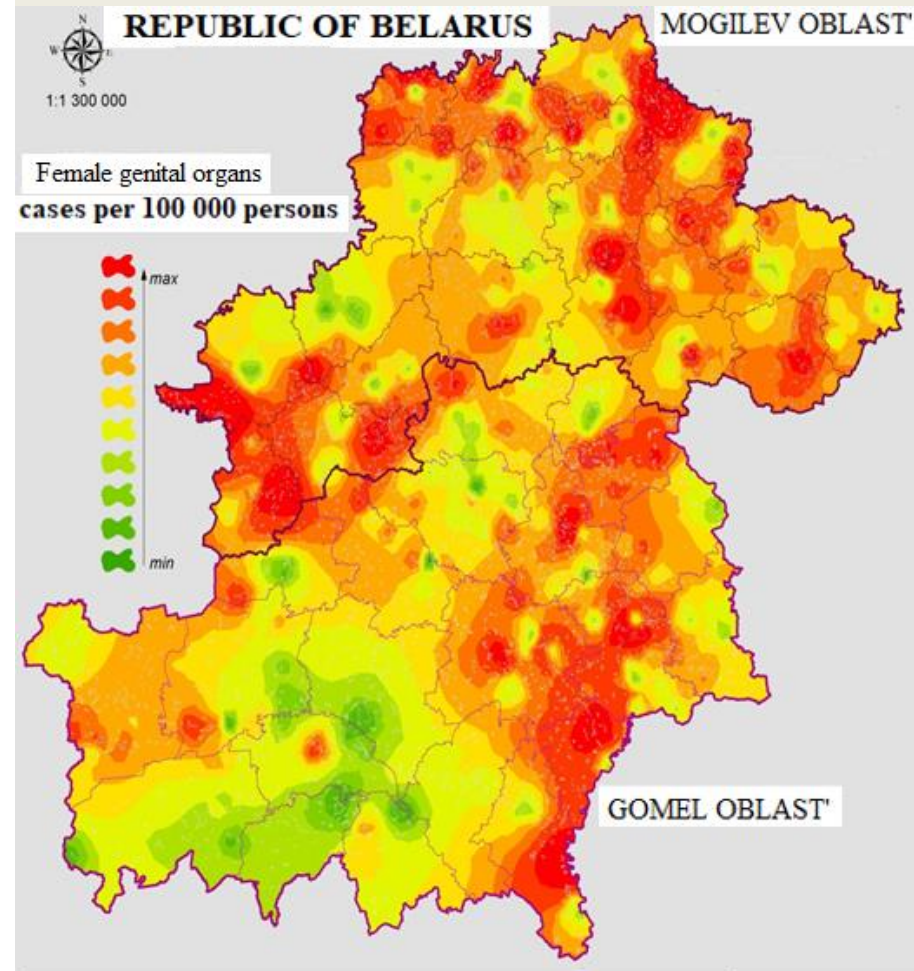 REPUBLIC OF BELARUS
MOGILEV OBLAST'
N
W E
S
1:1 300 000
Female genital organs
cases per 100 000 persons
max
min
GOMEL OBLAST'